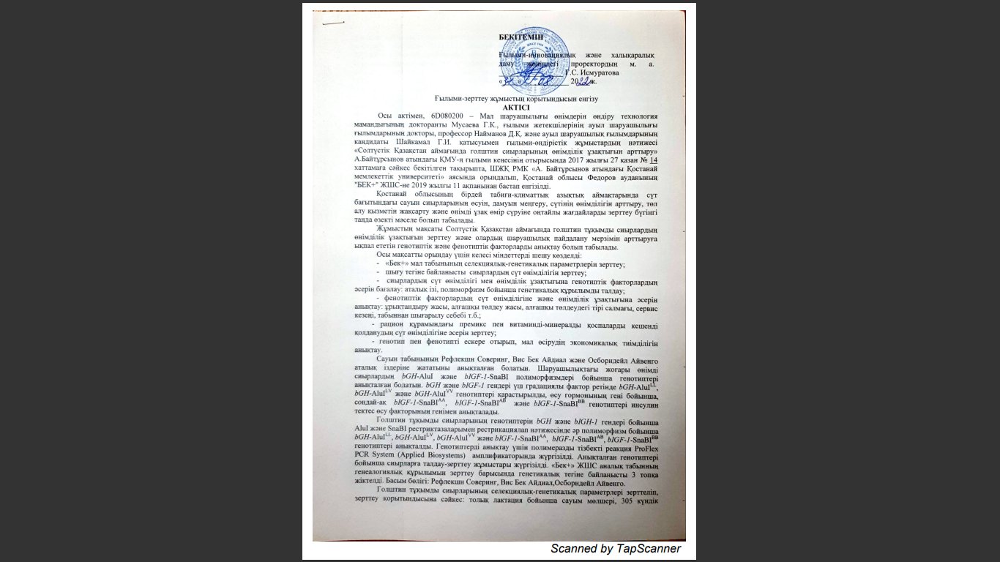 БЕКІТЕМІН
Ғылыми-инновациялық және халықаралық
даму жөніндегі проректордың м. а.
Г.С. Исмуратова
« » 08 2022ж.
Ғылыми-зерттеу жұмыстың қорытындысын енгізу
АКТІСІ
Осы актімен, 6D080200 – Мал шаруашылығы өнімдерін өндіру технология
мамандығының докторанты Мусаева Г.К., ғылыми жетекшілерінің ауыл шаруашылығы
ғылымдарының докторы, профессор Найманов Д.Қ. және ауыл шаруашылық ғылымдарының
кандидаты Шайкамал Г.И. қатысуымен ғылыми-өндірістік жұмыстардың нәтижесі
«Солтүстік Қазақстан аймағында голштин сиырларының өнімділік ұзақтығын арттыру»
А.Байтұрсынов атындағы ҚМУ-ң ғылыми кеңесінің отырысында 2017 жылғы 27 қазан № 14
хаттамаға сәйкес бекітілген тақырыпта, ШЖҚ РМК «А. Байтұрсынов атындағы Қостанай
мемлекеттік университеті» аясында орындалып, Қостанай облысы Федоров ауданының
"БЕК+" ЖШС-не 2019 жылғы 11 ақпанынан бастап енгізілді.
Қостанай облысының бірдей табиғи-климаттық азықтық аймақтарында сүт
бағытындағы сауын сиырларының өсуін, дамуын меңгеру, сүтінің өнімділігін арттыру, төл
алу қызметін жақсарту және өнімді ұзақ өмір сүруіне оңтайлы жағдайларды зерттеу бүгінгі
таңда өзекті мәселе болып табылады.
Жұмыстың мақсаты Солтүстік Қазақстан аймағында голштин тұқымды сиырлардың
өнімділік ұзақтығын зерттеу және олардың шаруашылық пайдалану мерзімін арттыруға
ықпал ететін генотиптік және фенотиптік факторларды анықтау болып табылады.
Осы мақсатты орындау үшін келесі міндеттерді шешу көзделді:
- «Бек+» мал табынының селекциялық-генетикалық параметрлерін зерттеу;
- шығу тегіне байланысты сиырлардың сүт өнімділігін зерттеу;
- сиырлардың сүт өнімділігі мен өнімділік ұзақтығына генотиптік факторлардың
әсерін бағалау: аталық ізі, полиморфизм бойынша генетикалық құрылымды талдау;
- фенотиптік факторлардың сүт өнімділігіне және өнімділік ұзақтығына әсерін
анықтау: ұрықтандыру жасы, алғашқы төлдеу жасы, алғашқы төлдеудегі тірі салмағы, сервис
кезеңі, табыннан шығарылу себебі т.б.;
- рацион құрамындағы премикс пен витаминді-минералды қоспаларды кешенді
қолданудың сүт өнімділігіне әсерін зерттеу;
- генотип пен фенотипті ескере отырып, мал өсірудің экономикалық тиімділігін
анықтау.
Сауын табынының Рефлекшн Соверинг, Вис Бек Айдиал және Осборндейл Айвенго
аталық іздеріне жататыны анықталған болатын. Шаруашылықтағы жоғары өнімді
сиырлардың bGH-AluI және bIGF-1-SnaBI полиморфизмдері бойынша генотиптері
анықталған болатын. bGH және bIGF-1 гендері үш градациялы фактор ретінде bGH-AluI^LL,
bGH-AluI^LV және bGH-AluI^VV генотиптері қарастырылды, өсу гормонының гені бойынша,
сондай-ақ bIGF-1-SnaBI^AA, bIGF-1-SnaBI^AB және bIGF-1-SnaBI^BB генотиптері инсулин
тектес өсу факторының генімен анықталады.
Голштин тұқымды сиырларының генотиптерін bGH және bIGH-1 гендері бойынша
AluI және SnaBI рестриктазаларымен рестрикациялап нәтижесінде әр полиморфизм бойынша
bGH-AluI^LL, bGH-AluI^LV, bGH-AluI^VV және bIGF-1-SnaBI^AA, bIGF-1-SnaBI^AB, bIGF-1-SnaBI^BB
генотиптері анықталды. Генотиптерді анықтау үшін полимеразды тізбекті реакция ProFlex
PCR System (Applied Biosystems) амплификаторында жүргізілді. Анықталған генотиптері
бойынша сиырларға талдау-зерттеу жұмыстары жүргізілді. «Бек+» ЖШС аналық табынның
генеалогиялық құрылымын зерттеу барысында генетикалық тегіне байланысты 3 топқа
жіктелді. Басым бөлігі: Рефлекшн Соверинг, Вис Бек Айдиал,Осборндейл Айвенго.
Голштин тұқымды сиырларының селекциялық-генетикалық параметрлері зерттеліп,
зерттеу қорытындысына сәйкес: толық лактация бойынша сауым мөлшері, 305 күндік
Scanned by TapScanner